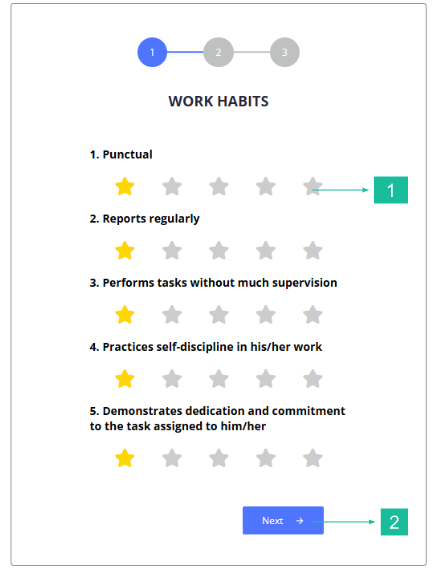 1 2 3
WORK HABITS
1. Punctual
1
2. Reports regularly
3. Performs tasks without much supervision
4. Practices self-discipline in his/her work
5. Demonstrates dedication and commitment
to the task assigned to him/her
Next →
2